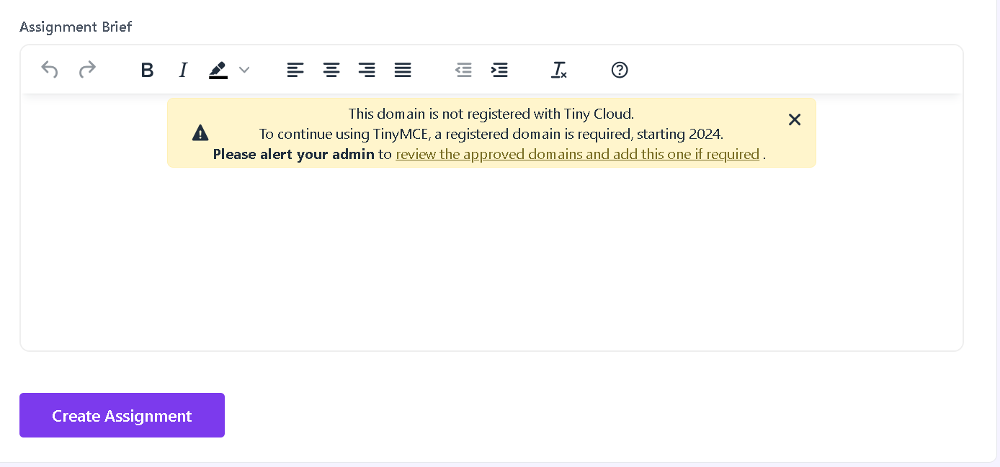 Assignment Brief
B I
This domain is not registered with Tiny Cloud.
To continue using TinyMCE, a registered domain is required, starting 2024.
Please alert your admin to review the approved domains and add this one if required .
Create Assignment